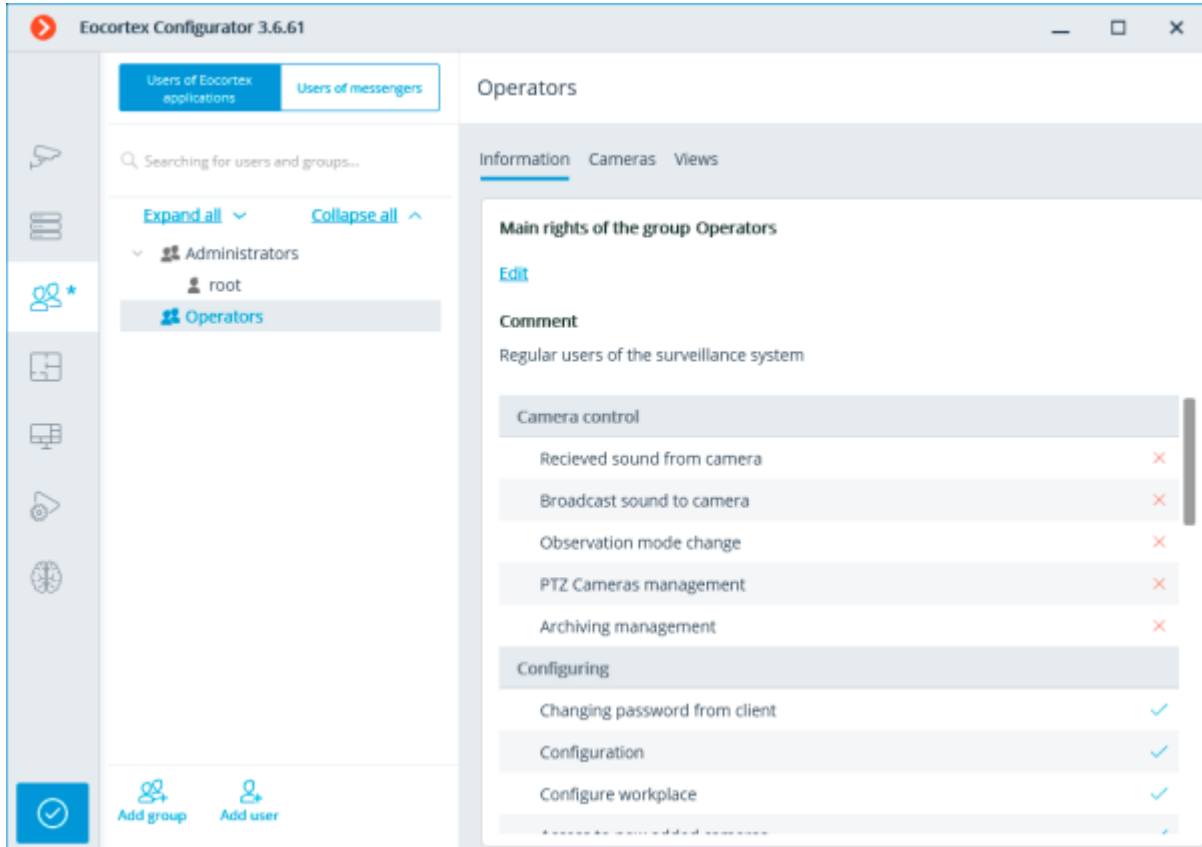 Eocortex Configurator 3.6.61
Users of Eocortex
applications
Users of messengers
Searching for users and groups...
Expand all
Collapse all
Administrators
root
Operators
Add group
Add user
Operators
Information Cameras Views
Main rights of the group Operators
Edit
Comment
Regular users of the surveillance system
Camera control
Recieved sound from camera
Broadcast sound to camera
Observation mode change
PTZ Cameras management
Archiving management
Configuring
Changing password from client
Configuration
Configure workplace